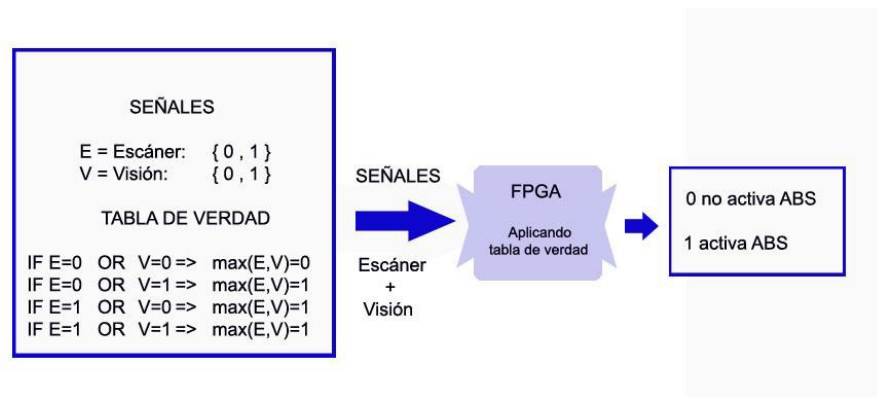 SEÑALES
E = Escáner: { 0 , 1 }
V = Visión: { 0 , 1 }
TABLA DE VERDAD
IF E=0 OR V=0 => max(E,V)=0
IF E=0 OR V=1 => max(E,V)=1
IF E=1 OR V=0 => max(E,V)=1
IF E=1 OR V=1 => max(E,V)=1
SEÑALES
Escáner
+
Visión
FPGA
Aplicando
tabla de verdad
0 no activa ABS
1 activa ABS